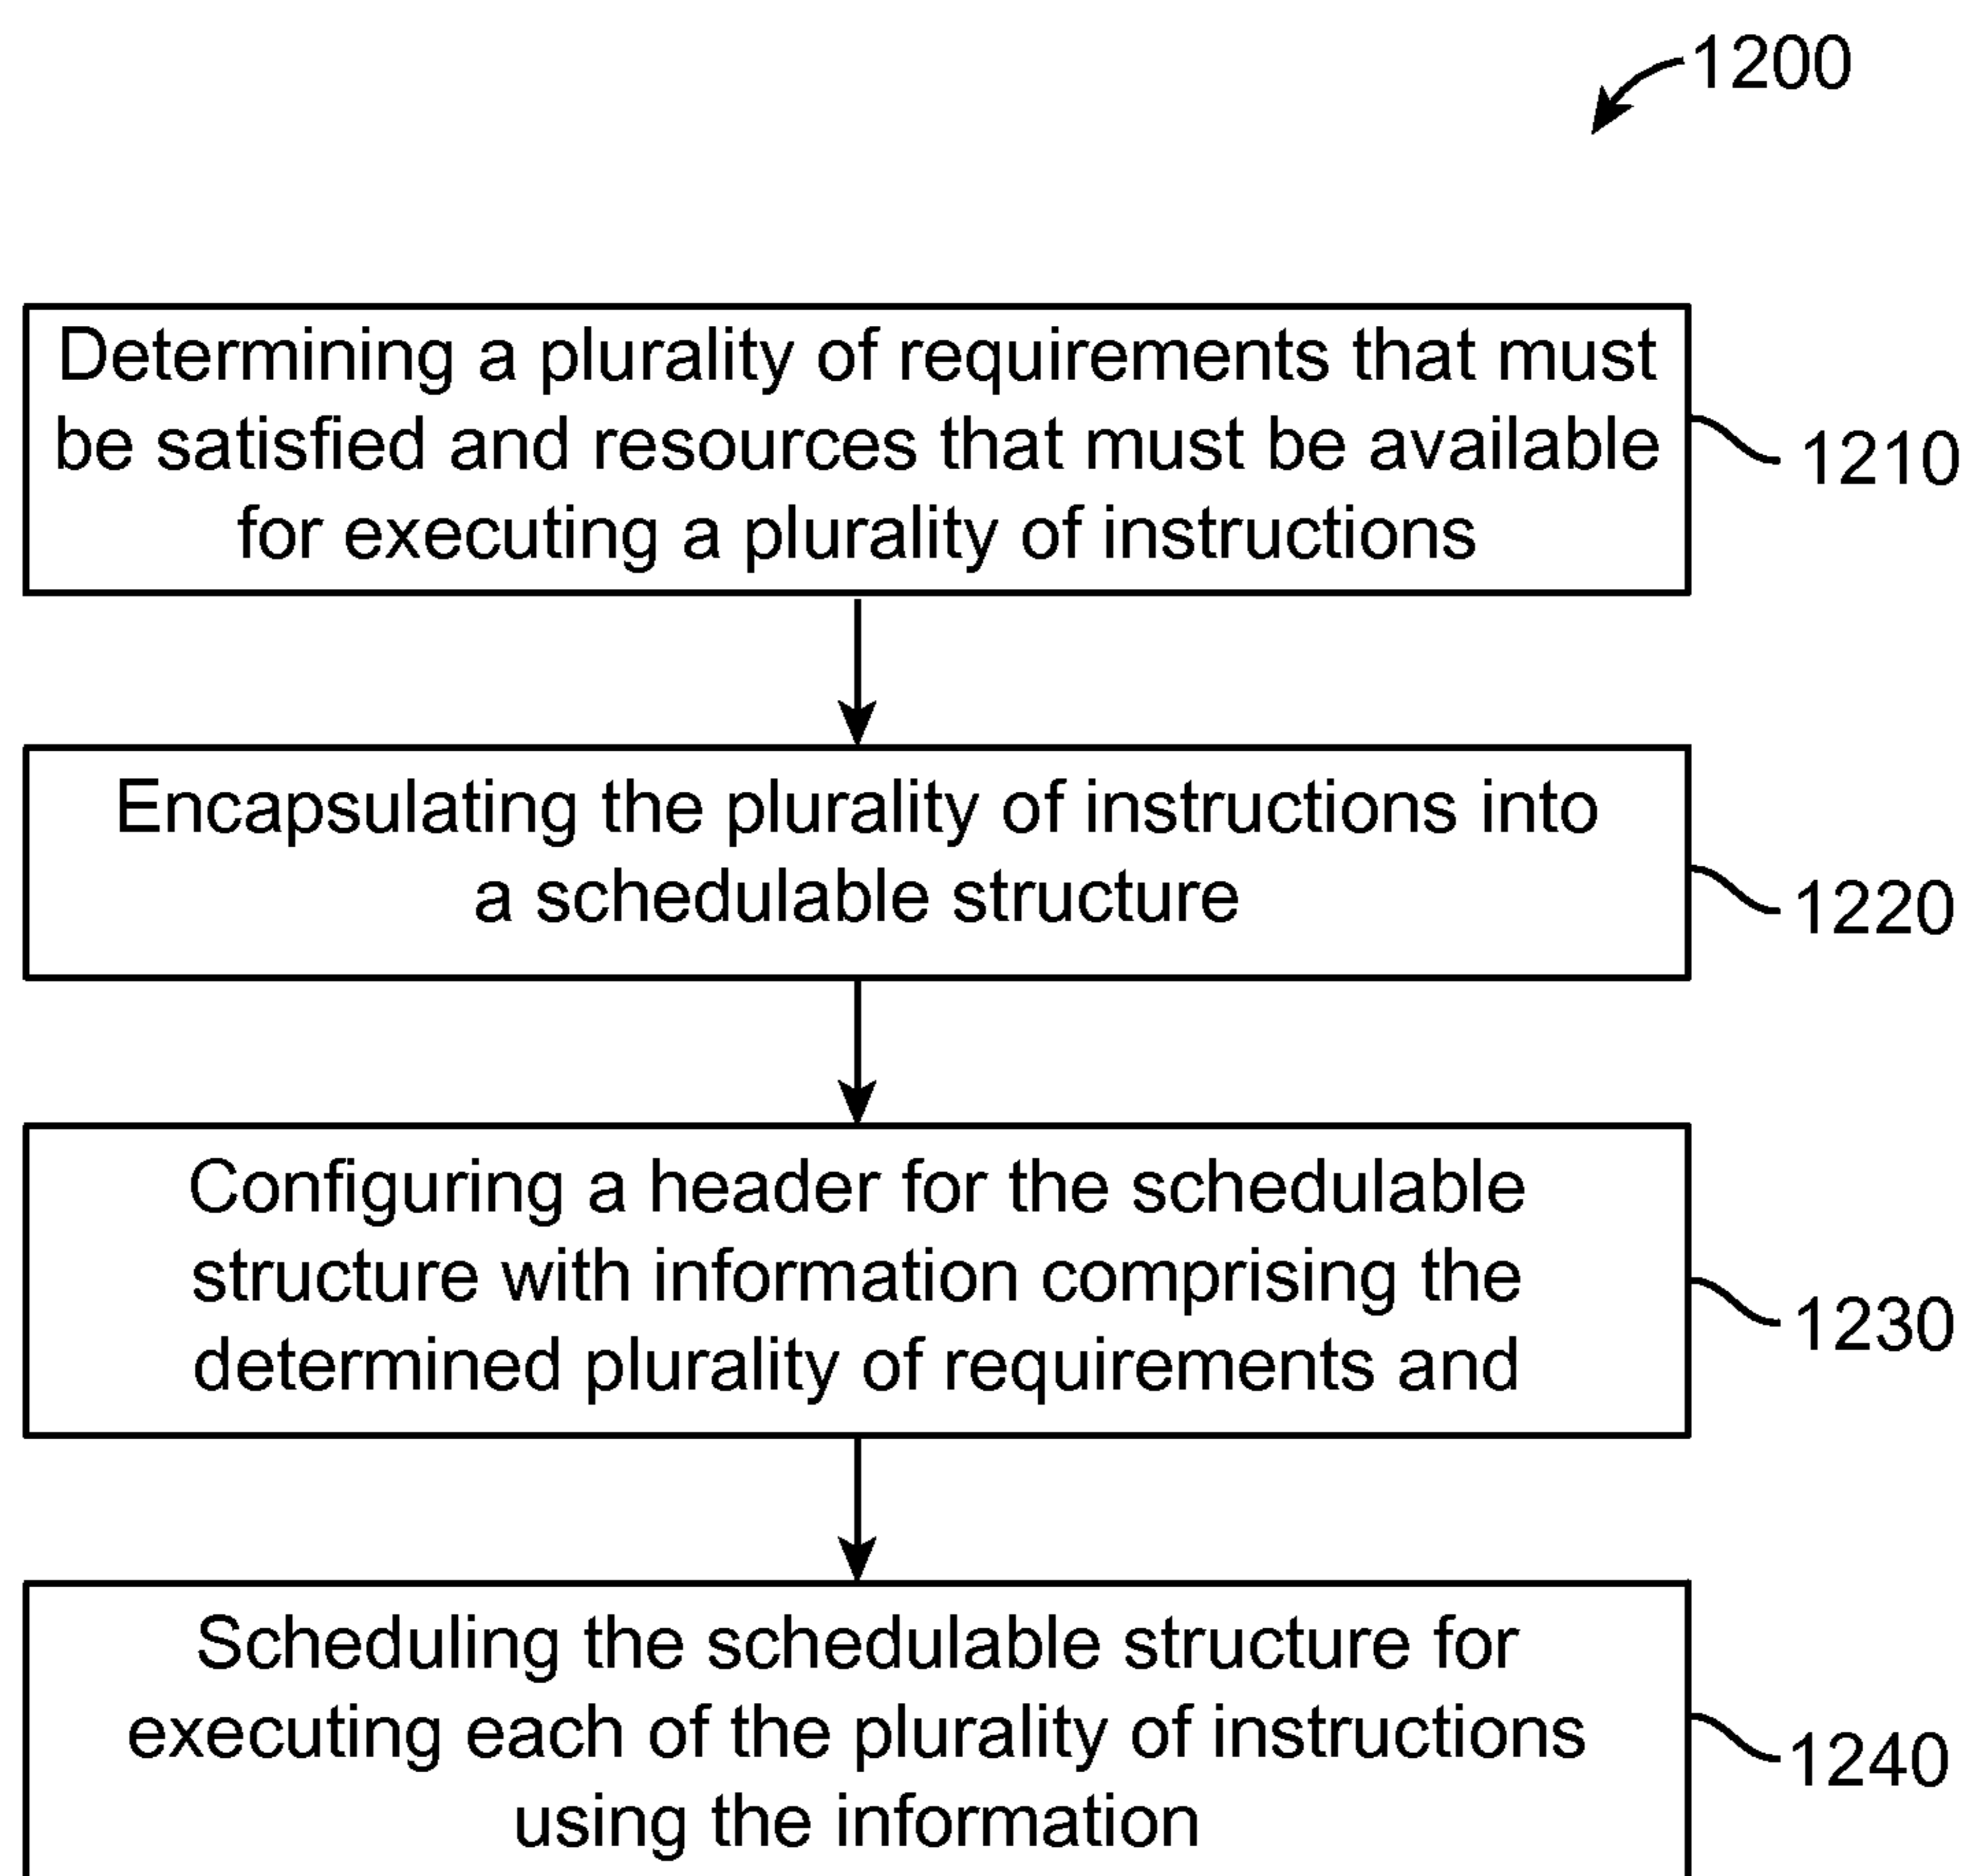 1200
Determining a plurality of requirements that must
be satisfied and resources that must be available
for executing a plurality of instructions
1210
Encapsulating the plurality of instructions into
a schedulable structure
1220
Configuring a header for the schedulable
structure with information comprising the
determined plurality of requirements and
1230
Scheduling the schedulable structure for
executing each of the plurality of instructions
using the information
1240